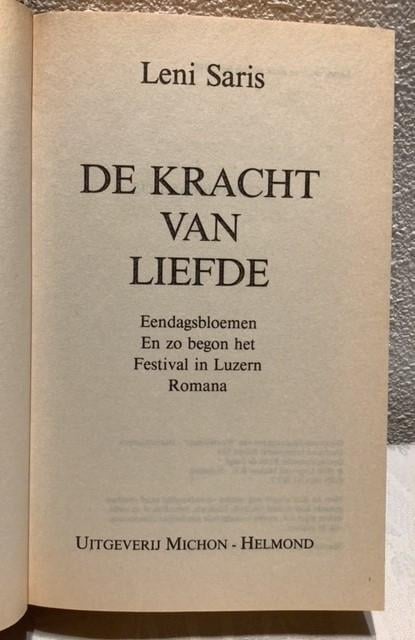 Leni Saris
DE KRACHT
VAN
LIEFDE
Eendagsbloemen
En zo begon het
Festival in Luzern
Romana
UITGEVERIJ MICHON - HELMOND